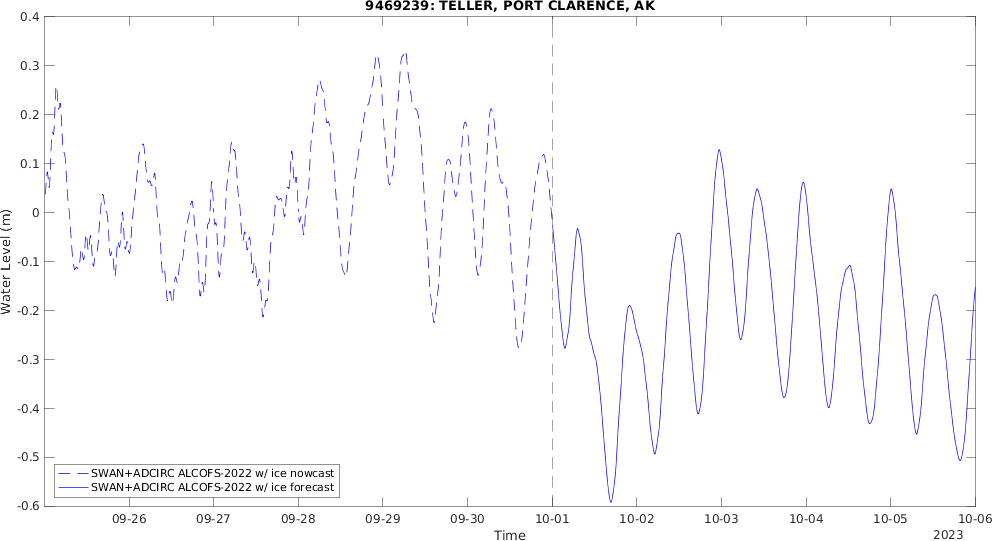 9469239: TELLER, PORT CLARENCE, AK
0.4
0.3
0.2
0.1
0
-0.1
-0.2
-0.3
-0.4
-0.5
-0.6
Water Level (m)
SWAN+ADCIRC ALCOFS-2022 w/ ice nowcast
SWAN+ADCIRC ALCOFS-2022 w/ ice forecast
09-26 09-27 09-28 09-29 09-30 10-01 10-02 10-03 10-04 10-05 10-06
Time
2023